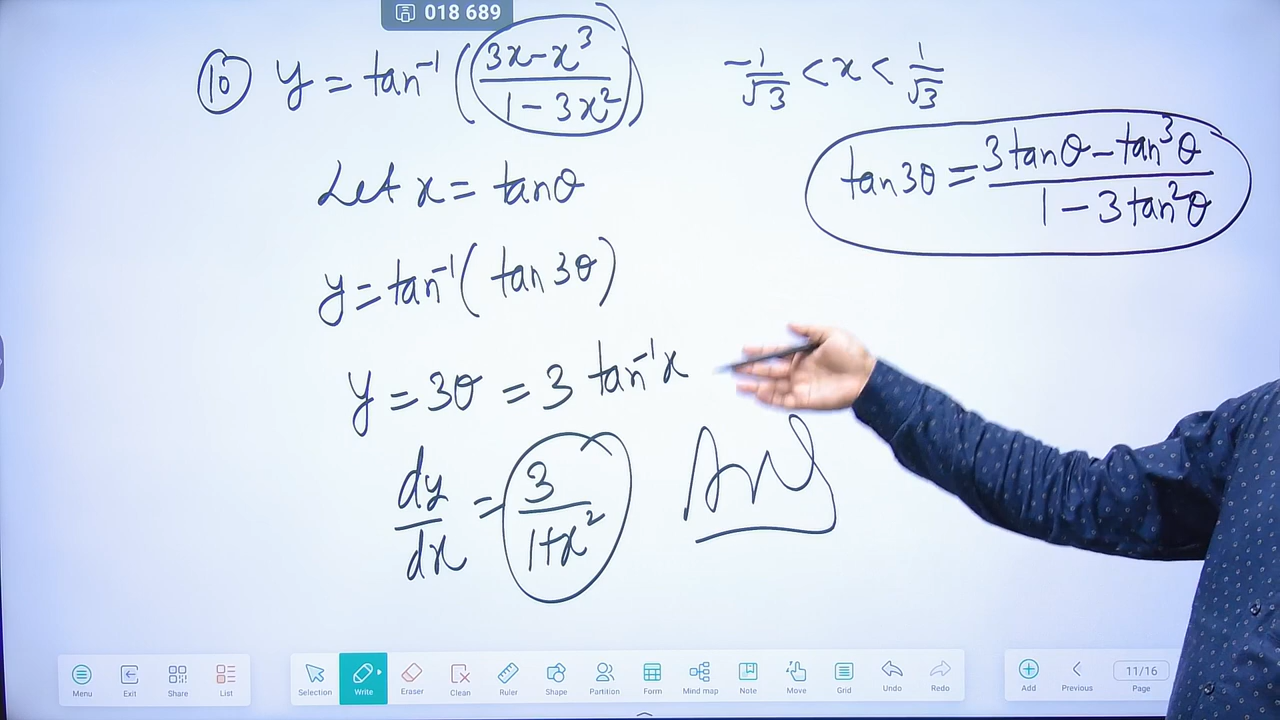 018 689
⑩ y = tan⁻¹ ( (3x − x³) / (1 − 3x²) )    −1/√3 < x < 1/√3
tan3θ = (3tanθ − tan³θ) / (1 − 3tan²θ)
Let x = tanθ
y = tan⁻¹( tan3θ )
y = 3θ = 3 tan⁻¹x
dy/dx = 3/(1+x²)    Ans
Menu Exit Share List Selection Write Eraser Clean Ruler Shape Partition Form Mind map Note Move Grid Undo Redo Add Previous 11/16 Page